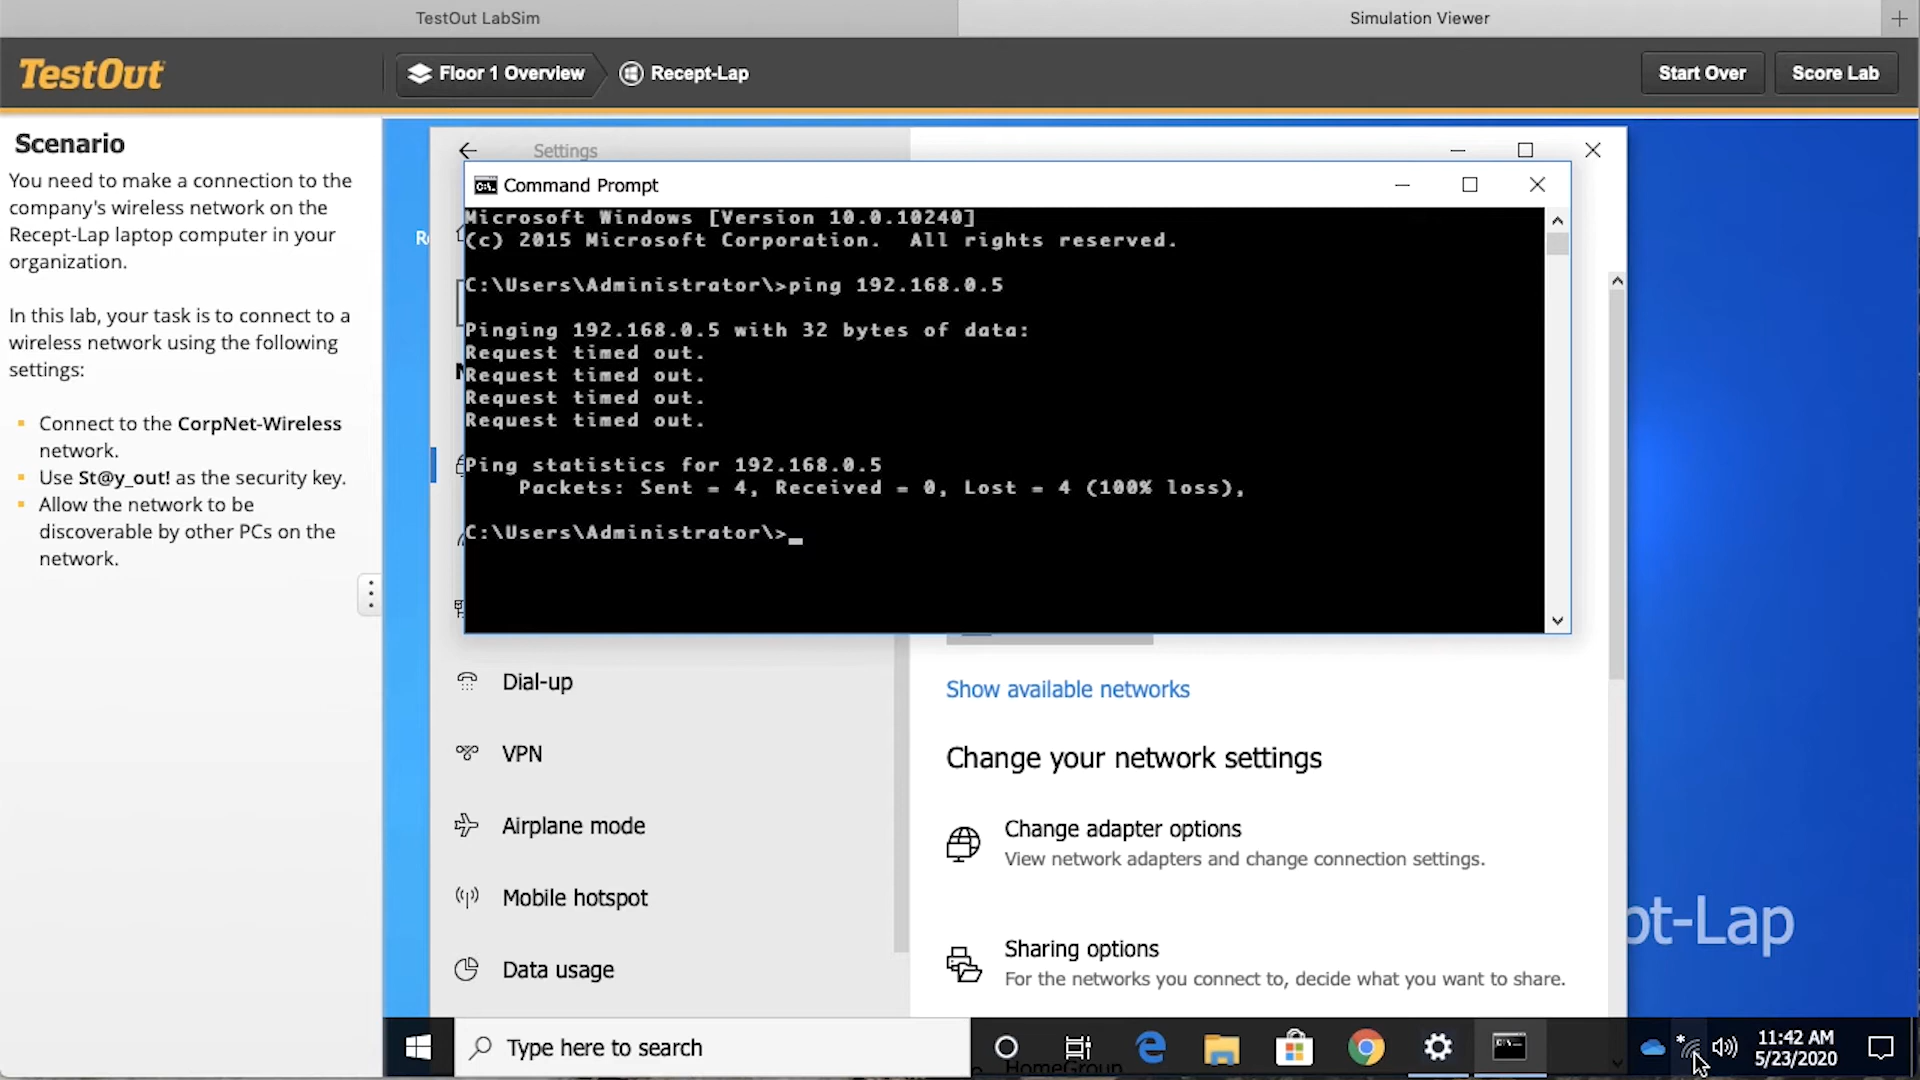 TestOut LabSim
Simulation Viewer
TestOut
Floor 1 Overview
Recept-Lap
Start Over
Score Lab
Scenario
You need to make a connection to the
company's wireless network on the
Recept-Lap laptop computer in your
organization.
In this lab, your task is to connect to a
wireless network using the following
settings:
Connect to the CorpNet-Wireless
network.
Use St@y_out! as the security key.
Allow the network to be
discoverable by other PCs on the
network.
Settings
Command Prompt
Microsoft Windows [Version 10.0.10240]
(c) 2015 Microsoft Corporation. All rights reserved.
C:\Users\Administrator\>ping 192.168.0.5
Pinging 192.168.0.5 with 32 bytes of data:
Request timed out.
Request timed out.
Request timed out.
Request timed out.
Ping statistics for 192.168.0.5
Packets: Sent = 4, Received = 0, Lost = 4 (100% loss),
C:\Users\Administrator\>_
Dial-up
VPN
Airplane mode
Mobile hotspot
Data usage
Show available networks
Change your network settings
Change adapter options
View network adapters and change connection settings.
Sharing options
For the networks you connect to, decide what you want to share.
pt-Lap
Type here to search
HomeGroup
11:42 AM
5/23/2020